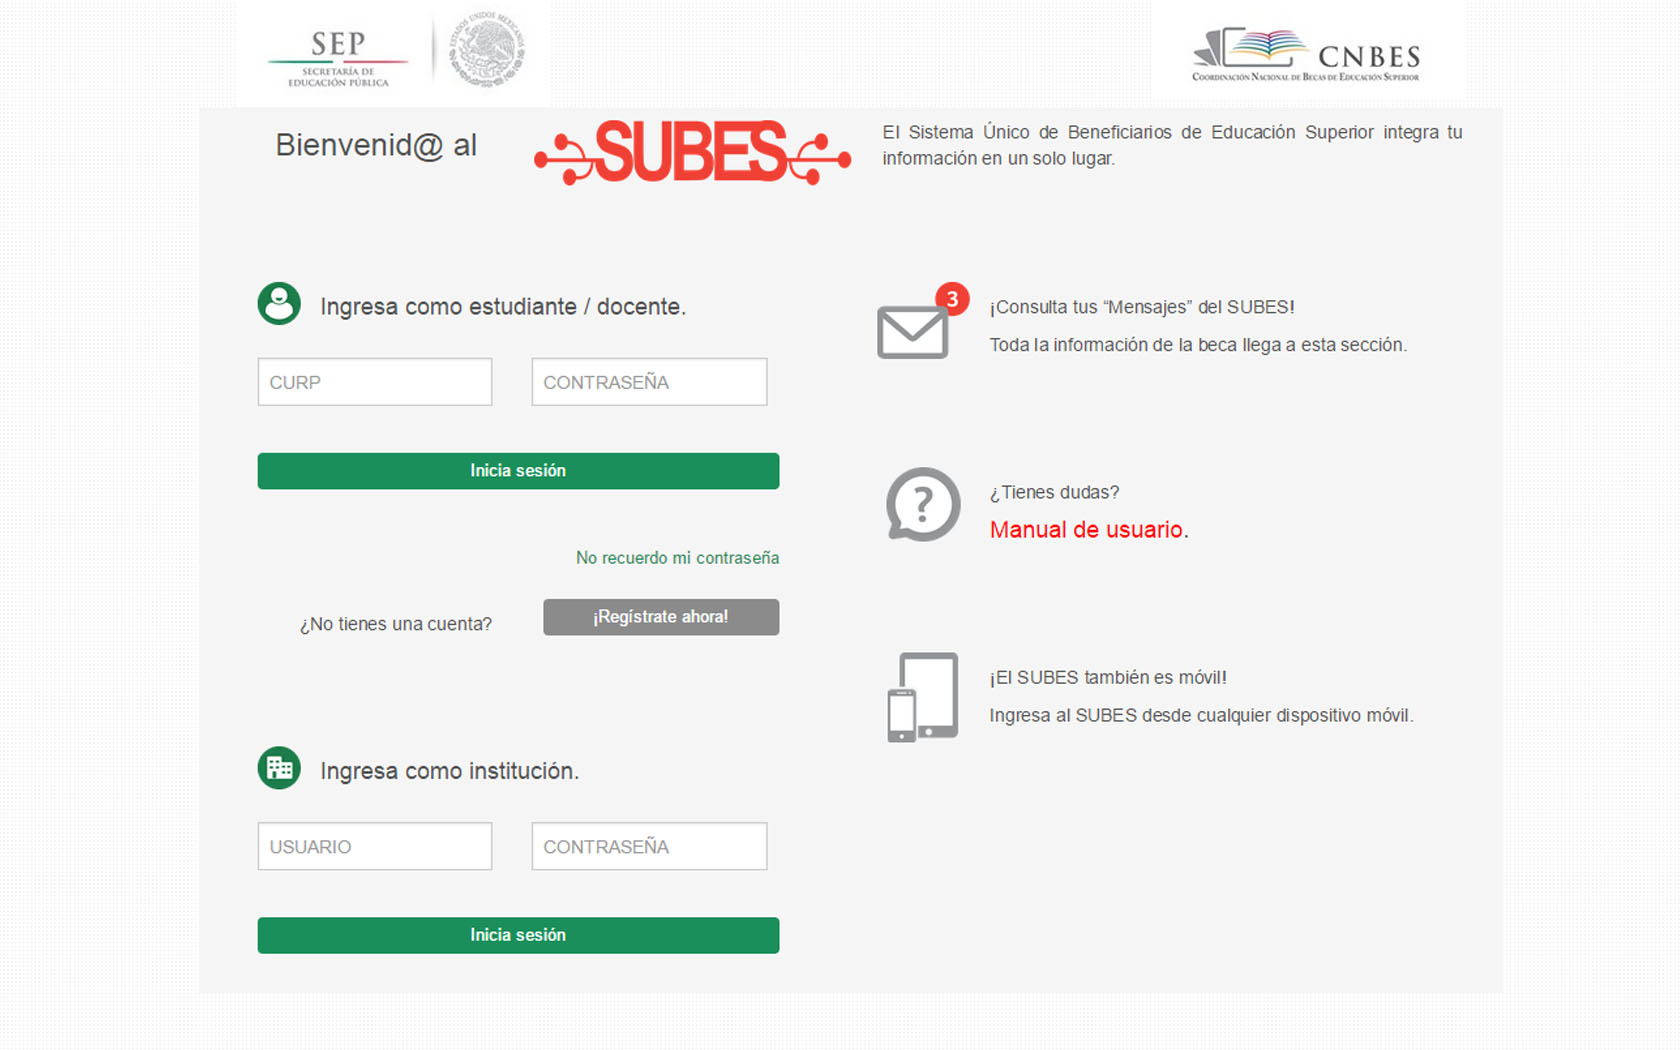 SEP
SECRETARÍA DE
EDUCACIÓN PÚBLICA
ESTADOS UNIDOS MEXICANOS
CNBES
COORDINACIÓN NACIONAL DE BECAS DE EDUCACIÓN SUPERIOR
Bienvenid@ al
SUBES
El Sistema Único de Beneficiarios de Educación Superior integra tu
información en un solo lugar.
Ingresa como estudiante / docente.
CURP
CONTRASEÑA
Inicia sesión
No recuerdo mi contraseña
¿No tienes una cuenta?
¡Regístrate ahora!
Ingresa como institución.
USUARIO
CONTRASEÑA
Inicia sesión
3
¡Consulta tus “Mensajes” del SUBES!
Toda la información de la beca llega a esta sección.
?
¿Tienes dudas?
Manual de usuario.
¡El SUBES también es móvil!
Ingresa al SUBES desde cualquier dispositivo móvil.